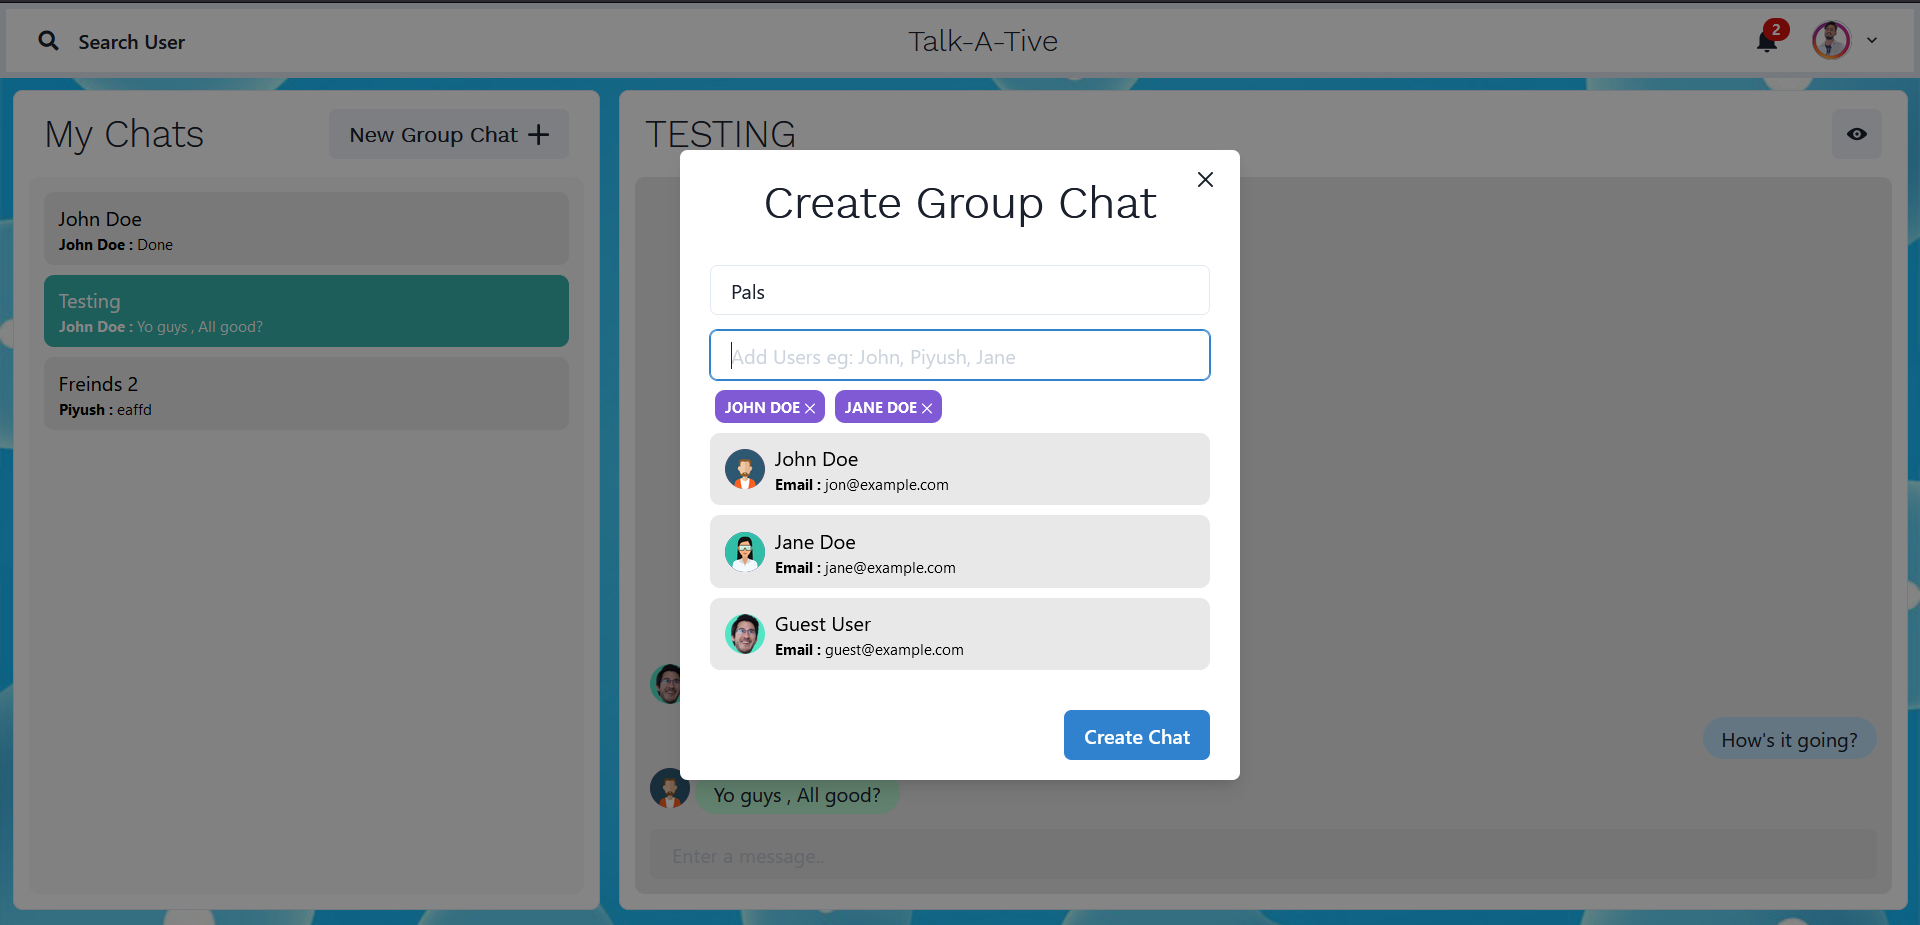 Search User
Talk-A-Tive
2
My Chats
New Group Chat
John Doe
John Doe : Done
Testing
John Doe : Yo guys , All good?
Freinds 2
Piyush : eaffd
TESTING
Create Group Chat
Pals
Add Users eg: John, Piyush, Jane
JOHN DOE
JANE DOE
John Doe
Email : jon@example.com
Jane Doe
Email : jane@example.com
Guest User
Email : guest@example.com
Create Chat
How's it going?
Yo guys , All good?
Enter a message..